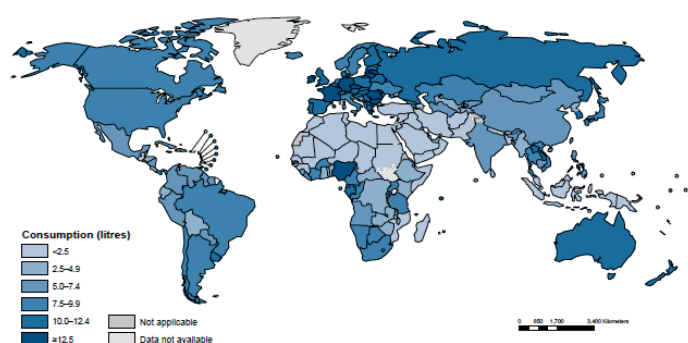 Consumption (litres)
<2.5
2.5–4.9
5.0–7.4
7.5–9.9
10.0–12.4
≥12.5
Not applicable
Data not available
0 850 1,700 3,400 Kilometers